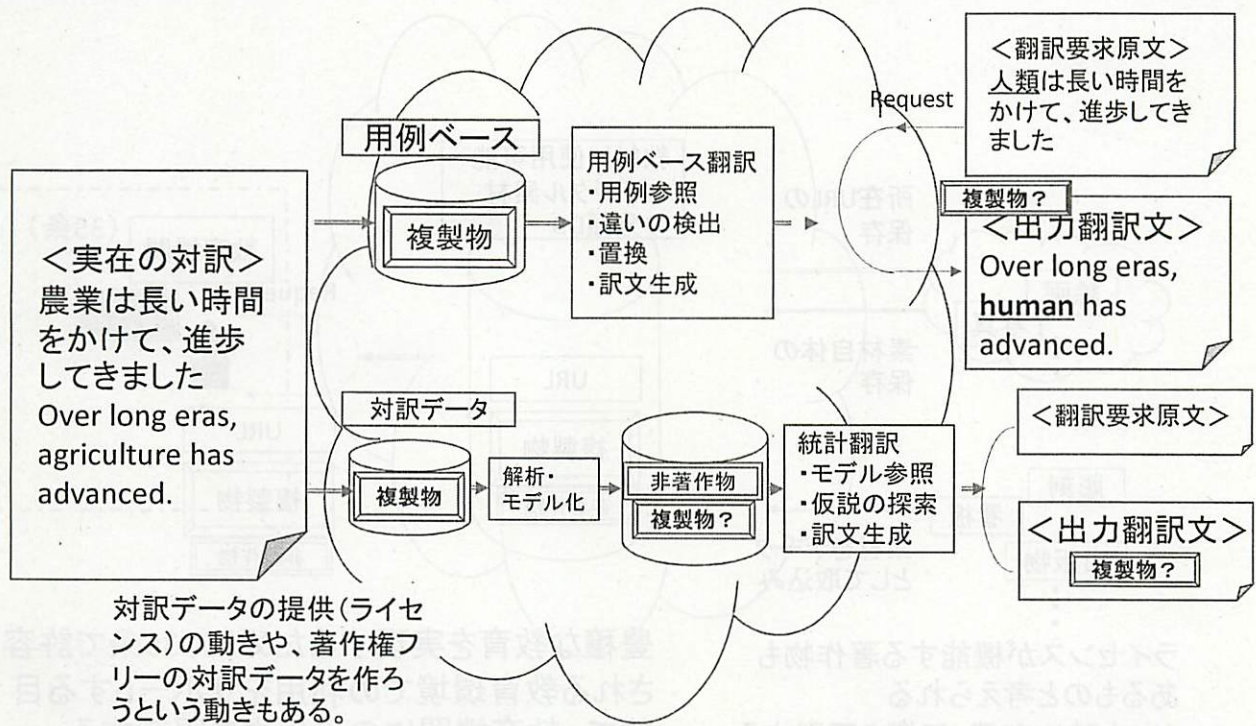 ＜実在の対訳＞
農業は長い時間
をかけて、進歩
してきました
Over long eras,
agriculture has
advanced.
用例ベース
複製物
用例ベース翻訳
・用例参照
・違いの検出
・置換
・訳文生成
Request
＜翻訳要求原文＞
人類は長い時間を
かけて、進歩してき
ました
複製物？
＜出力翻訳文＞
Over long eras,
human has
advanced.
対訳データ
複製物
解析・
モデル化
非著作物
複製物？
統計翻訳
・モデル参照
・仮説の探索
・訳文生成
＜翻訳要求原文＞
＜出力翻訳文＞
複製物？
対訳データの提供（ライセ
ンス）の動きや、著作権フ
リーの対訳データを作ろ
うという動きもある。